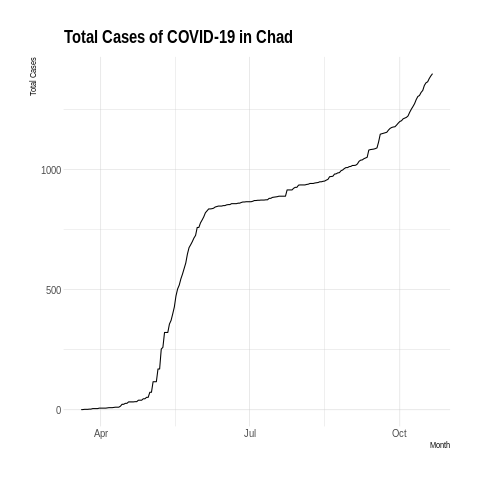 Total Cases of COVID-19 in Chad
Total Cases
1000
500
0
Apr
Jul
Oct
Month